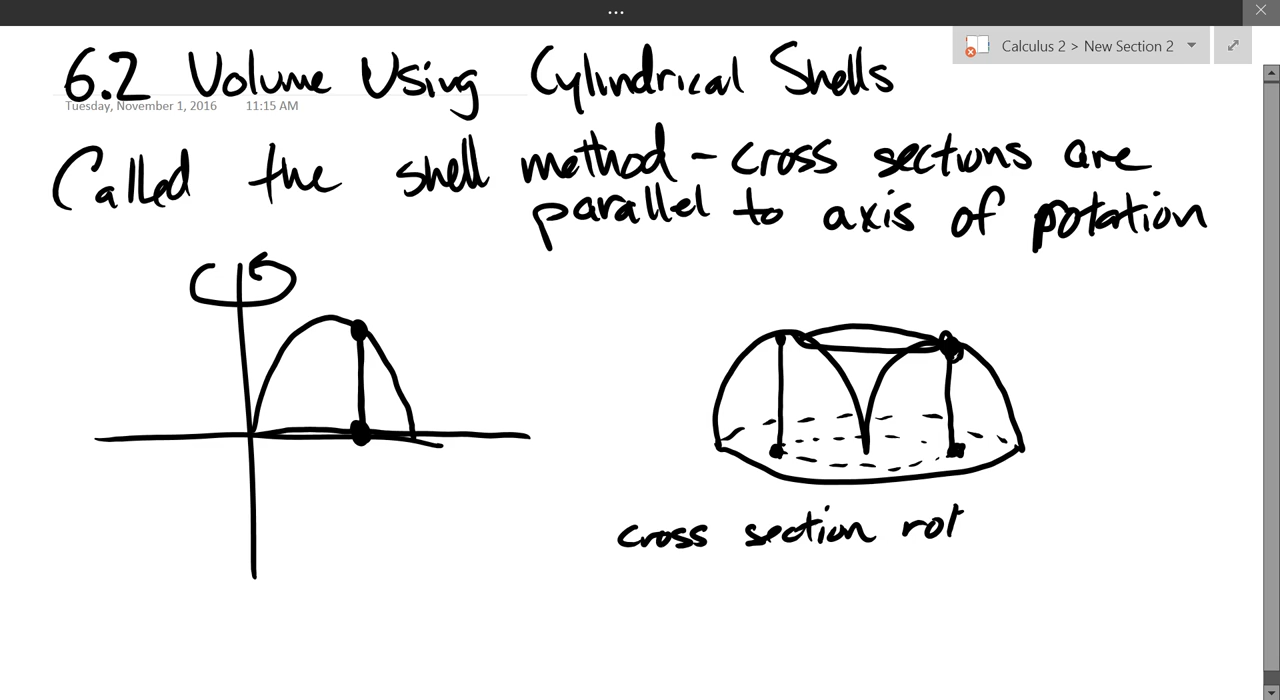 Calculus 2 > New Section 2
6.2 Volume Using Cylindrical Shells
Tuesday, November 1, 2016 11:15 AM
Called the shell method - cross sections are
parallel to axis of rotation
cross section rot